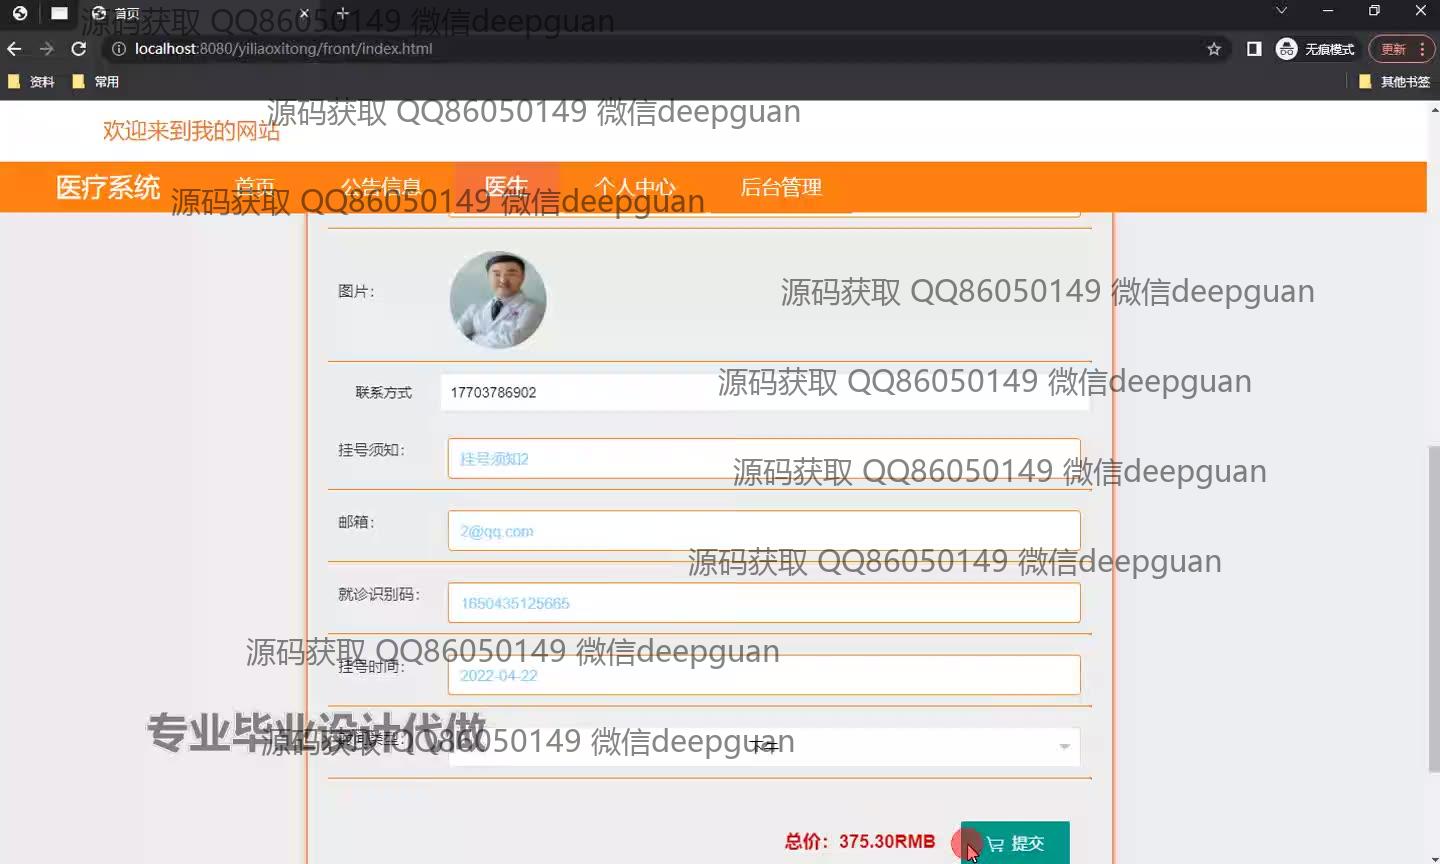 首页
源码获取 QQ86050149 微信deepguan
localhost:8080/yiliaoxitong/front/index.html
无痕模式
更新
资料
常用
其他书签
源码获取 QQ86050149 微信deepguan
欢迎来到我的网站
医疗系统
首页
公告信息
医生
个人中心
后台管理
源码获取 QQ86050149 微信deepguan
图片：
源码获取 QQ86050149 微信deepguan
联系方式
17703786902
源码获取 QQ86050149 微信deepguan
挂号须知：
挂号须知2
源码获取 QQ86050149 微信deepguan
邮箱：
2@qq.com
源码获取 QQ86050149 微信deepguan
就诊识别码：
1650435125665
源码获取 QQ86050149 微信deepguan
挂号时间：
2022-04-22
专业毕业设计代做
时间类型：
下午
源码获取 QQ86050149 微信deepguan
总价：375.30RMB
提交